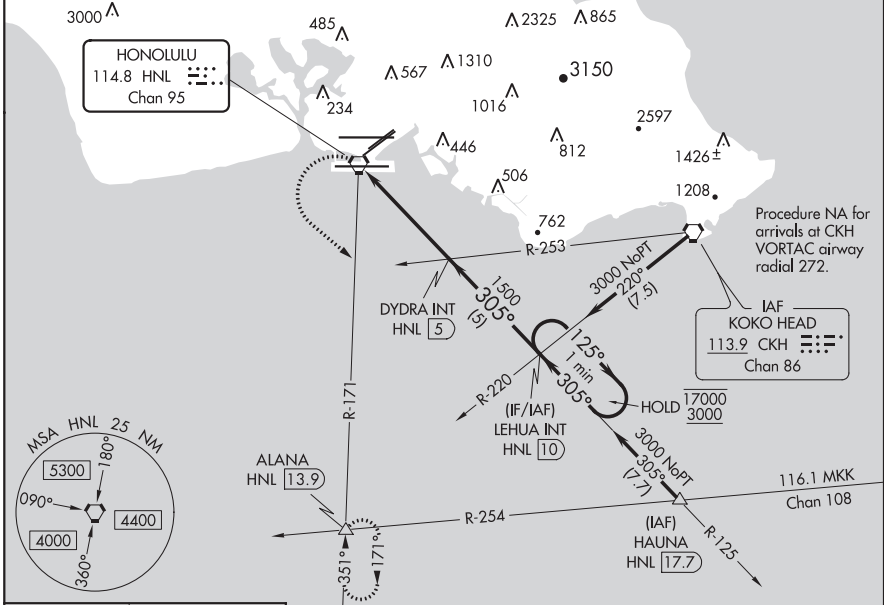 3000
485
2325
865
HONOLULU
114.8 HNL
Chan 95
567
1310
3150
234
1016
2597
446
812
1426±
506
1208
762
Procedure NA for
arrivals at CKH
VORTAC airway
radial 272.
R-253
3000 NoPT
220°
(7.5)
DYDRA INT
HNL 5
1500
305°
(5)
IAF
KOKO HEAD
113.9 CKH
Chan 86
125°
1 min
305°
R-220
(IF/IAF)
LEHUA INT
HNL 10
HOLD 17000
3000
R-171
MSA HNL 25 NM
180°
5300
090°
4400
4000
360°
ALANA
HNL 13.9
3000 NoPT
305°
(7.7)
116.1 MKK
Chan 108
R-254
(IAF)
HAUNA
HNL 17.7
R-125
351°
171°